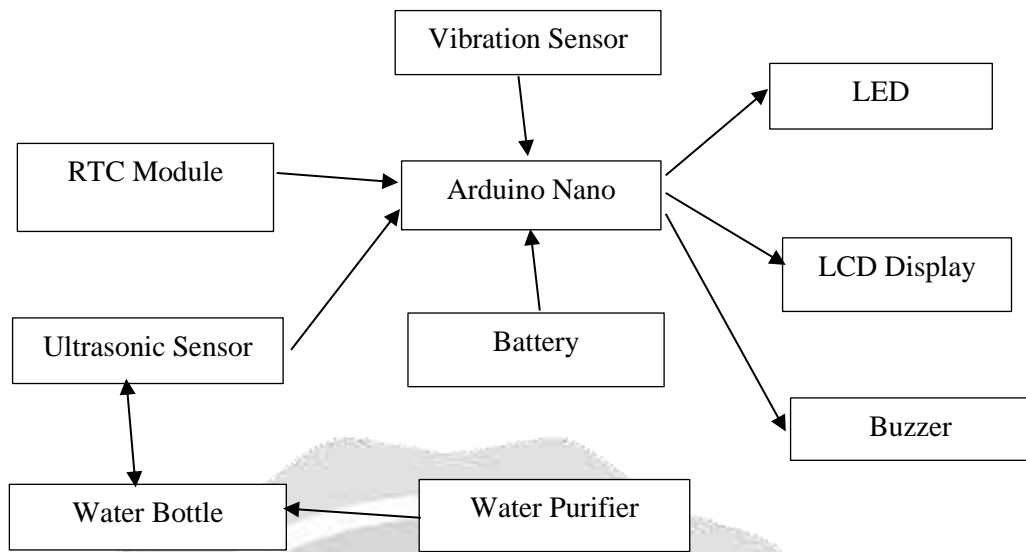 Vibration Sensor
LED
RTC Module
Arduino Nano
LCD Display
Ultrasonic Sensor
Battery
Buzzer
Water Bottle
Water Purifier